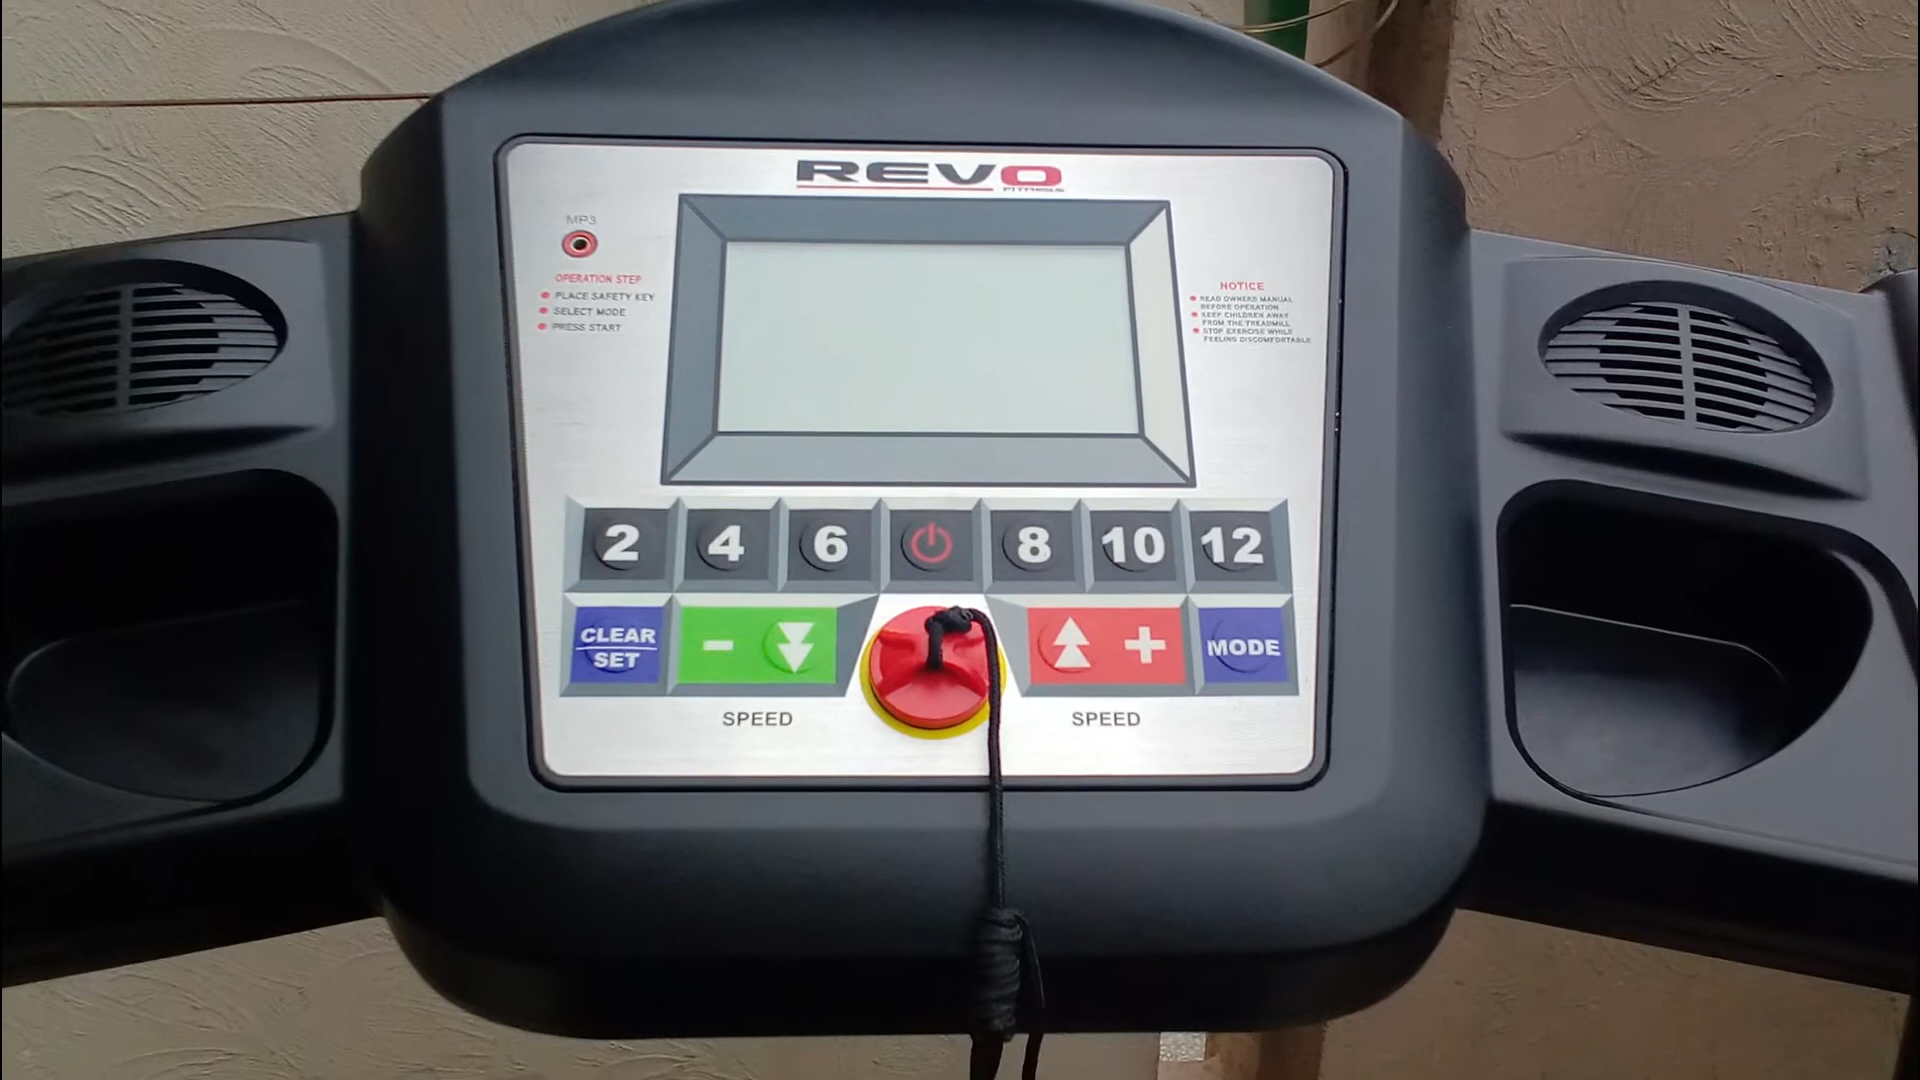 REVO
FITNESS
MP3
OPERATION STEP
PLACE SAFETY KEY
SELECT MODE
PRESS START
NOTICE
READ OWNERS MANUAL
BEFORE OPERATION
KEEP CHILDREN AWAY
FROM THE TREADMILL
STOP EXERCISE WHILE
FEELING DISCOMFORTABLE
2 4 6 8 10 12
CLEAR
SET
- + MODE
SPEED SPEED